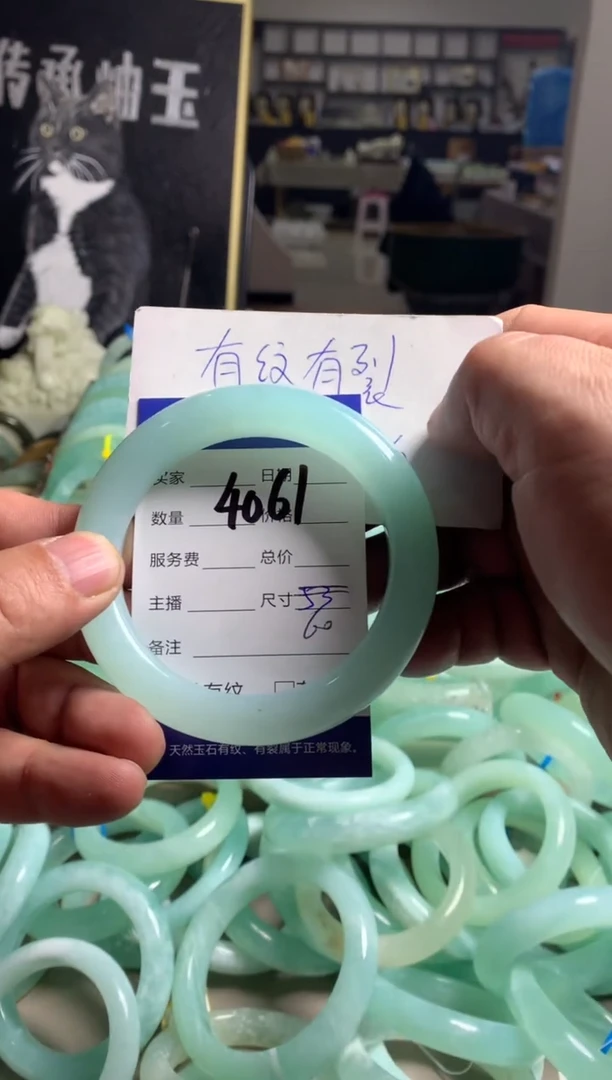 传承岫玉
有纹有裂
买家 日期
4061
数量 价格
服务费 总价
主播 尺寸 55
60
备注
有纹
天然玉石有纹、有裂属于正常现象。